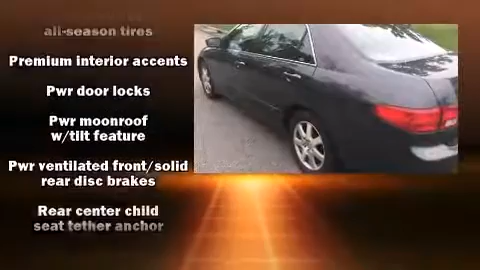 all-season tires
Premium interior accents
Pwr door locks
Pwr moonroof
w/tilt feature
Pwr ventilated front/solid
rear disc brakes
Rear center child
seat tether anchor